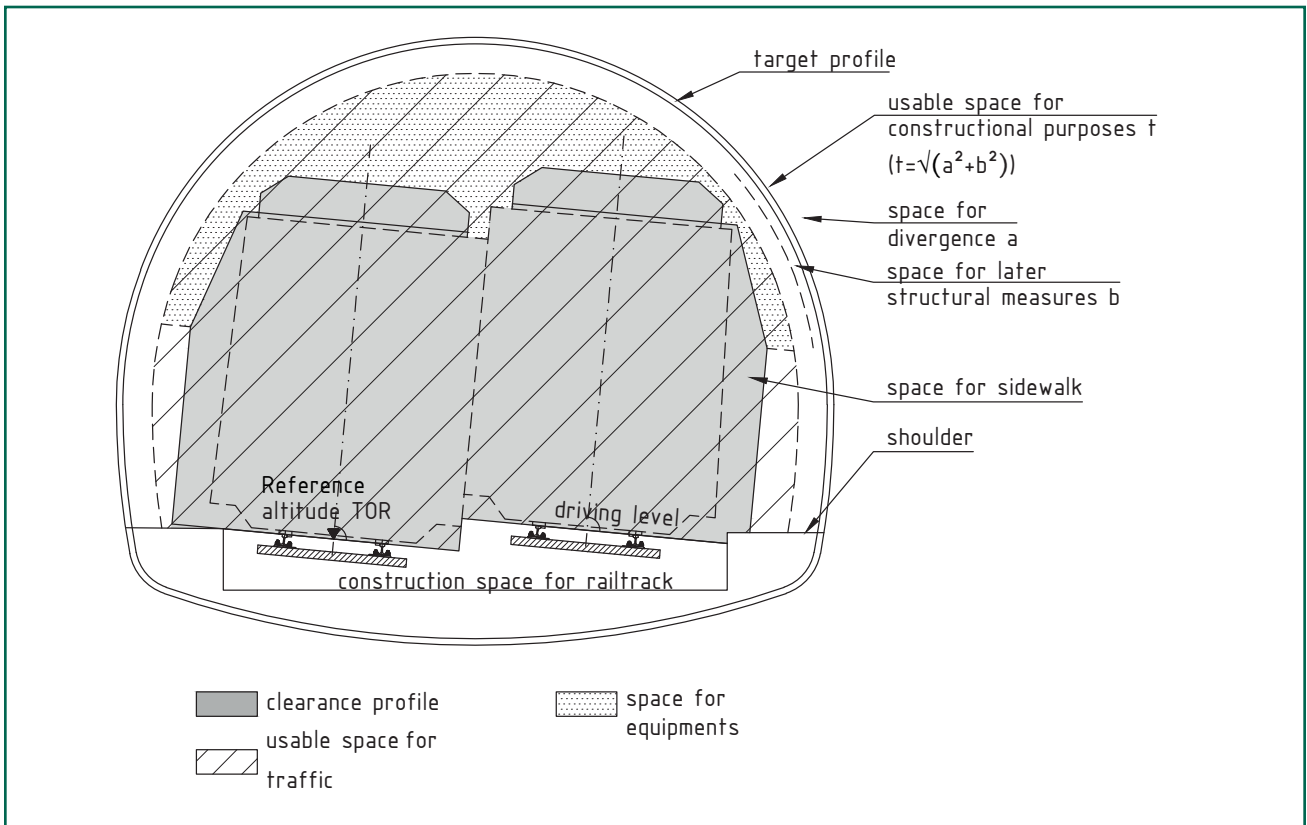 target profile
usable space for
constructional purposes t
(t=√(a²+b²))
space for
divergence a
space for later
structural measures b
space for sidewalk
shoulder
Reference
altitude TOR
driving level
construction space for railtrack
clearance profile
usable space for
traffic
space for
equipments